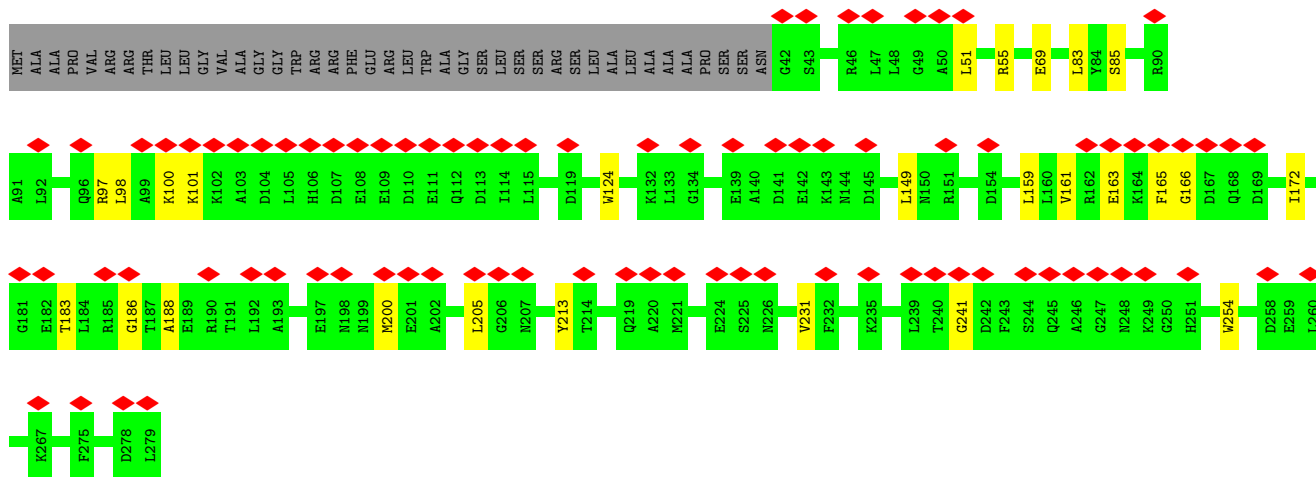 MET ALA ALA PRO VAL ARG ARG THR LEU LEU GLY VAL ALA GLY GLY TRP ARG ARG PHE GLU ARG LEU TRP ALA GLY SER LEU SER SER ARG SER LEU ALA LEU ALA ALA ALA PRO SER SER ASN G42 S43 R46 L47 L48 G49 A50 L51 R55 E69 L83 Y84 S85 R90
A91 L92 Q96 R97 L98 A99 K100 K101 K102 A103 D104 L105 H106 D107 E108 E109 D110 E111 Q112 D113 I114 L115 D119 W124 K132 L133 G134 E139 A140 D141 E142 K143 N144 D145 L149 N150 R151 D154 L159 L160 V161 R162 E163 K164 F165 G166 D167 Q168 D169 I172
G181 E182 T183 L184 R185 G186 T187 A188 E189 R190 T191 L192 A193 E197 N198 N199 M200 E201 A202 L205 G206 N207 Y213 T214 Q219 A220 M221 E224 S225 N226 V231 F232 K235 L239 T240 G241 D242 F243 S244 Q245 A246 G247 N248 K249 G250 H251 W254 D258 E259 L260
K267 F275 D278 L279